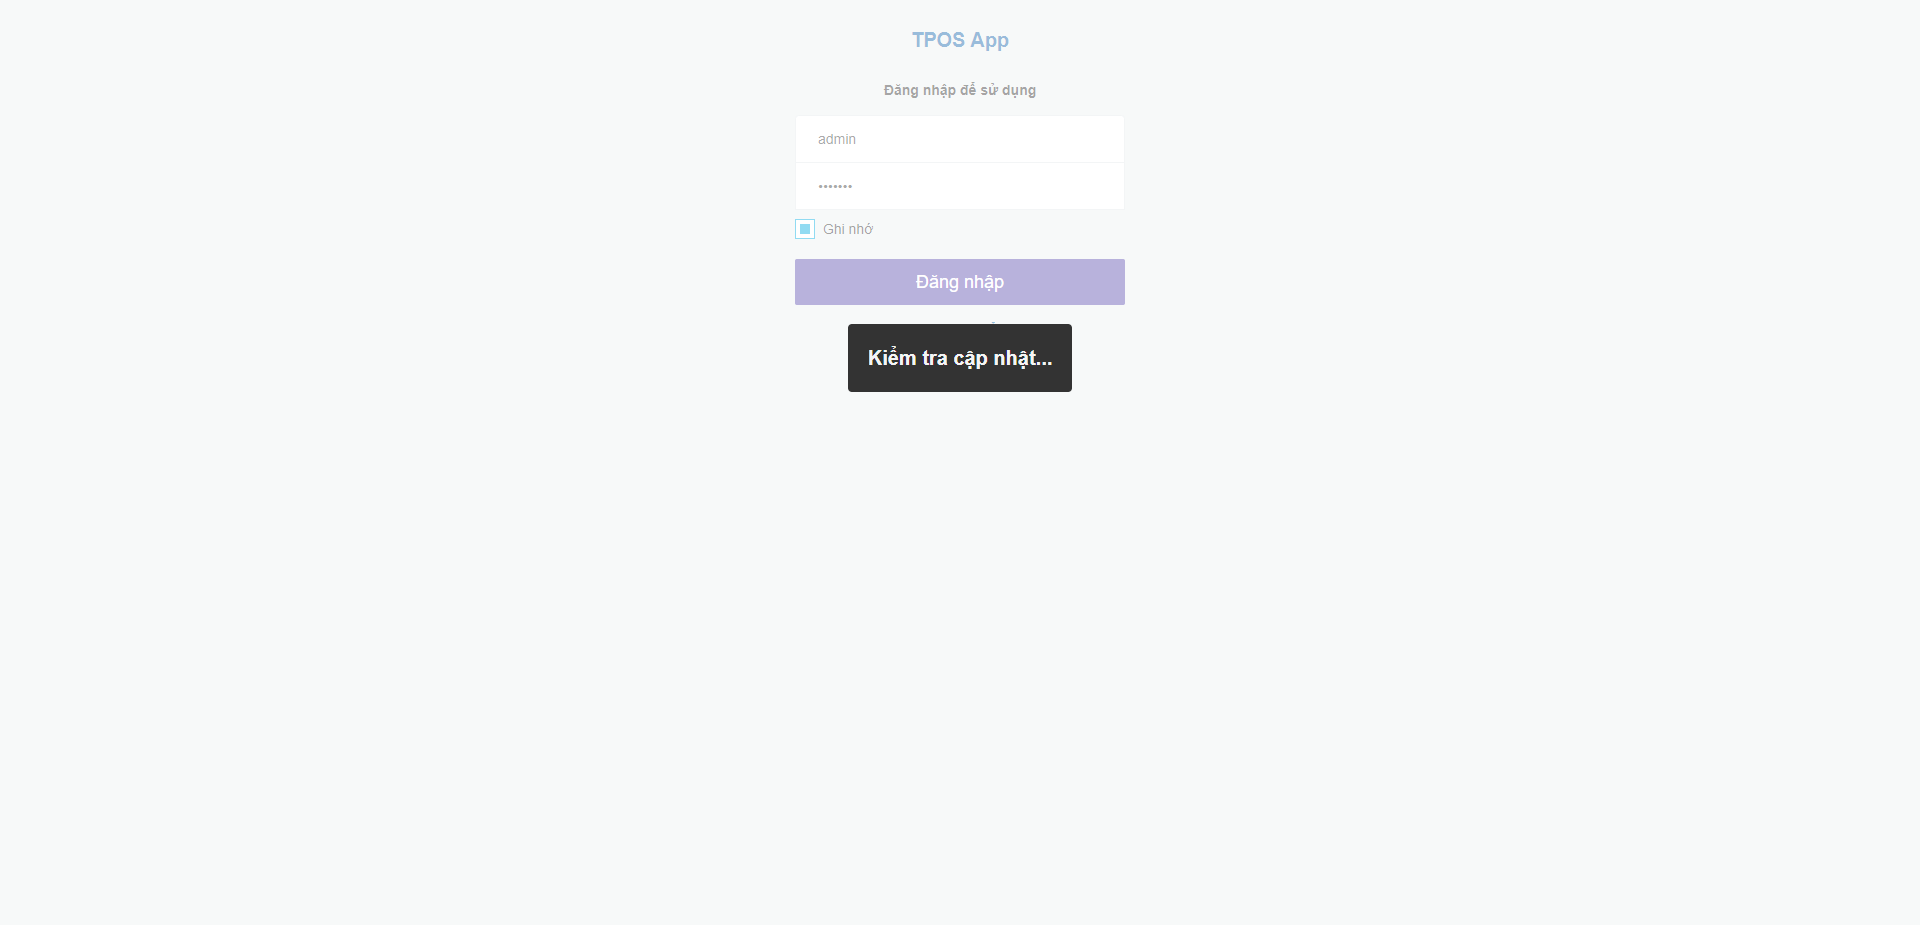 TPOS App
Đăng nhập để sử dụng
admin
•••••••
Ghi nhớ
Đăng nhập
Kiểm tra cập nhật...